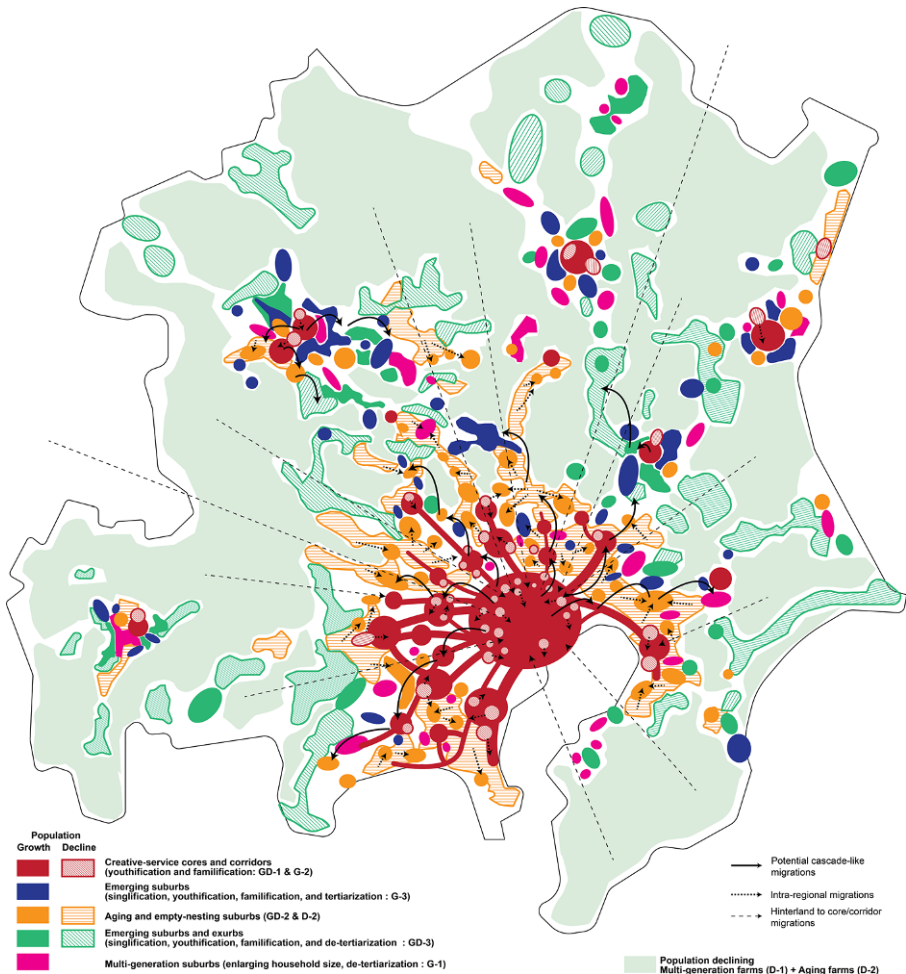 Population
Growth Decline
Creative-service cores and corridors
(youthification and familification: GD-1 & G-2)
Emerging suburbs
(singlification, youthification, familification, and tertiarization : G-3)
Aging and empty-nesting suburbs (GD-2 & D-2)
Emerging suburbs and exurbs
(singlification, youthification, familification, and de-tertiarization : GD-3)
Multi-generation suburbs (enlarging household size, de-tertiarization : G-1)
Potential cascade-like
migrations
Intra-regional migrations
Hinterland to core/corridor
migrations
Population declining
Multi-generation farms (D-1) + Aging farms (D-2)